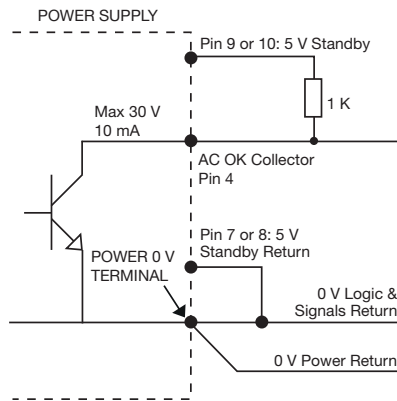 POWER SUPPLY
Pin 9 or 10: 5 V Standby
1 K
Max 30 V
10 mA
AC OK Collector
Pin 4
Pin 7 or 8: 5 V
Standby Return
POWER 0 V
TERMINAL
0 V Logic &
Signals Return
0 V Power Return